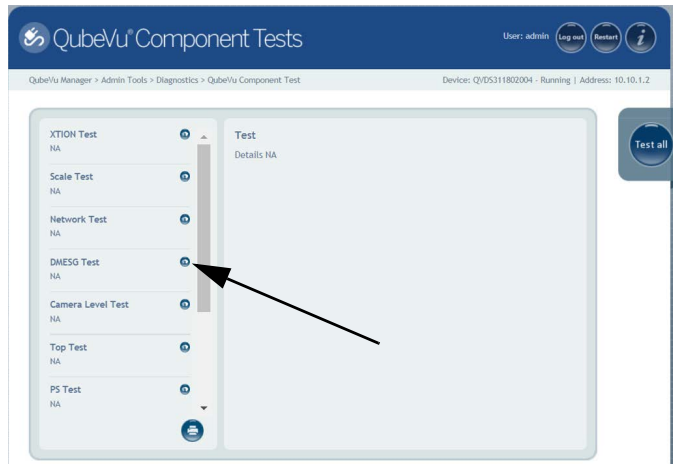 QubeVu® Component Tests
User: admin
Log out
Restart
i
QubeVu Manager > Admin Tools > Diagnostics > QubeVu Component Test
Device: QVDS311802004 - Running | Address: 10.10.1.2
XTION Test
NA
Scale Test
NA
Network Test
NA
DMESG Test
NA
Camera Level Test
NA
Top Test
NA
PS Test
NA
Test
Details NA
Test all